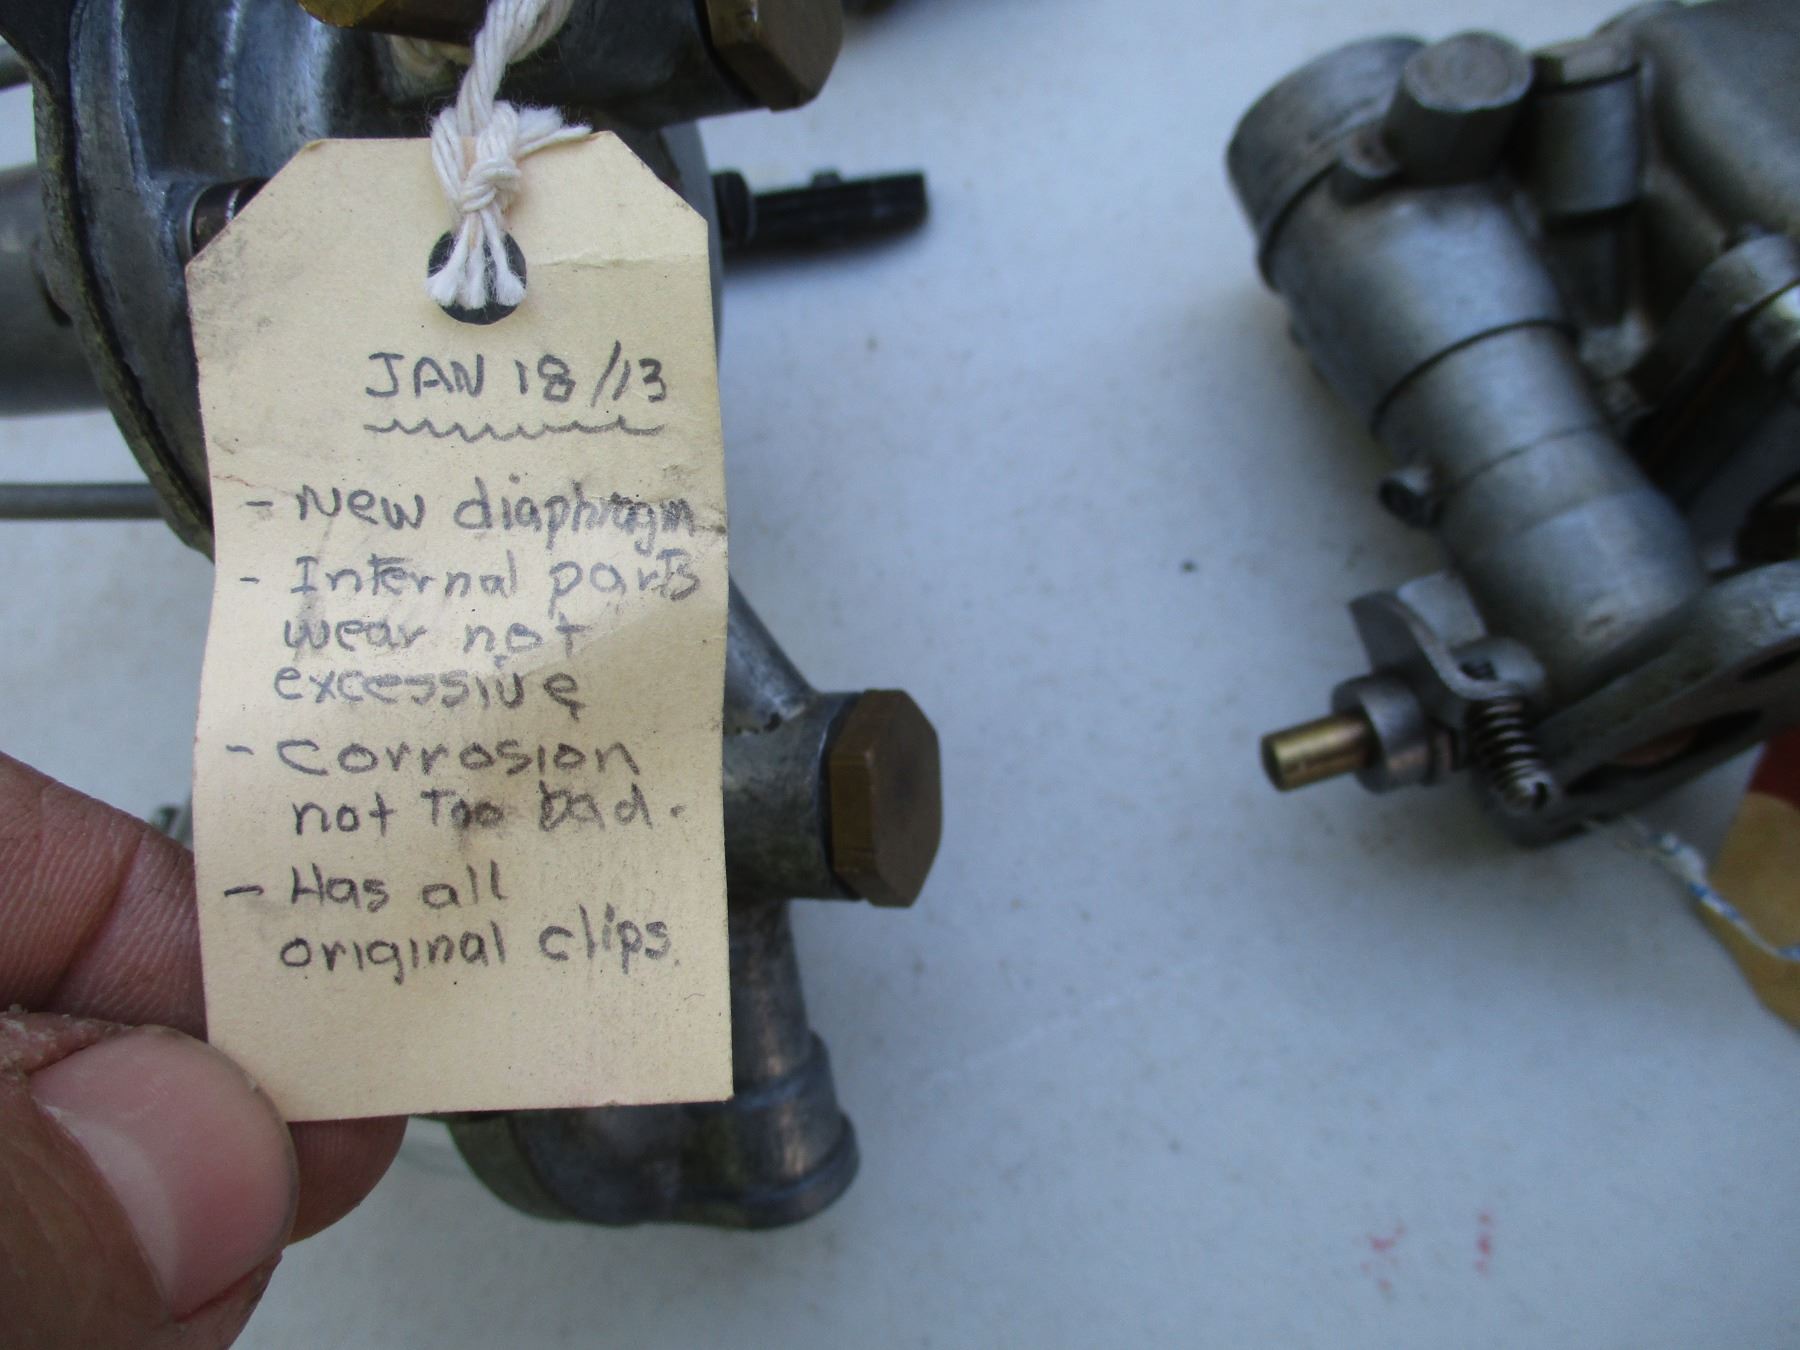 JAN 18/13
- New diaphragm
- Internal parts
wear not
excessive
- Corrosion
not Too bad.
- Has all
original clips.